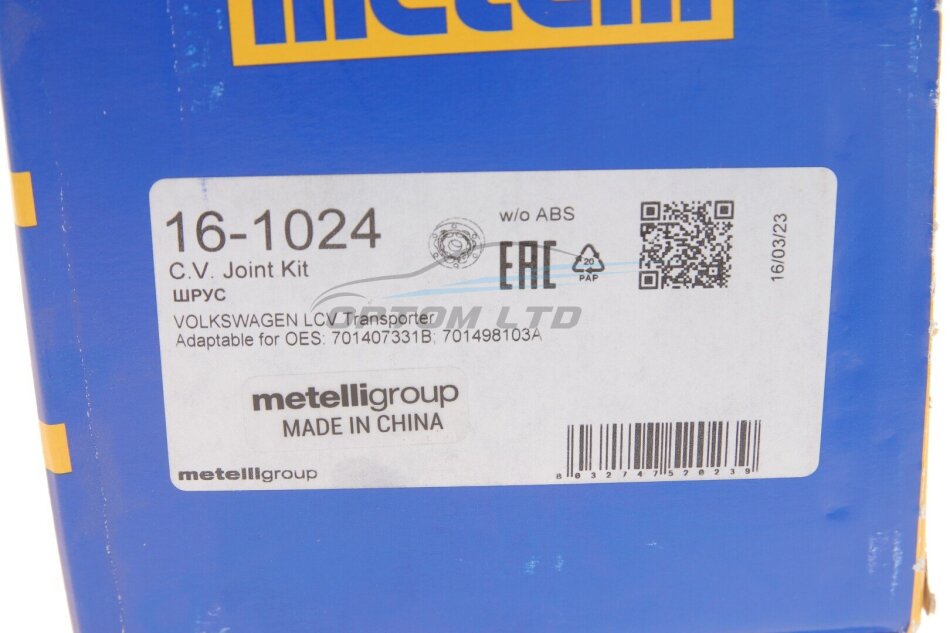 metelli
16-1024
w/o ABS
C.V. Joint Kit
ШРУС
EAC
20
PAP
16/03/23
VOLKSWAGEN LCV Transporter
OPTOM LTD
Adaptable for OES: 701407331B; 701498103A
metelligroup
MADE IN CHINA
metelligroup
8032747520239